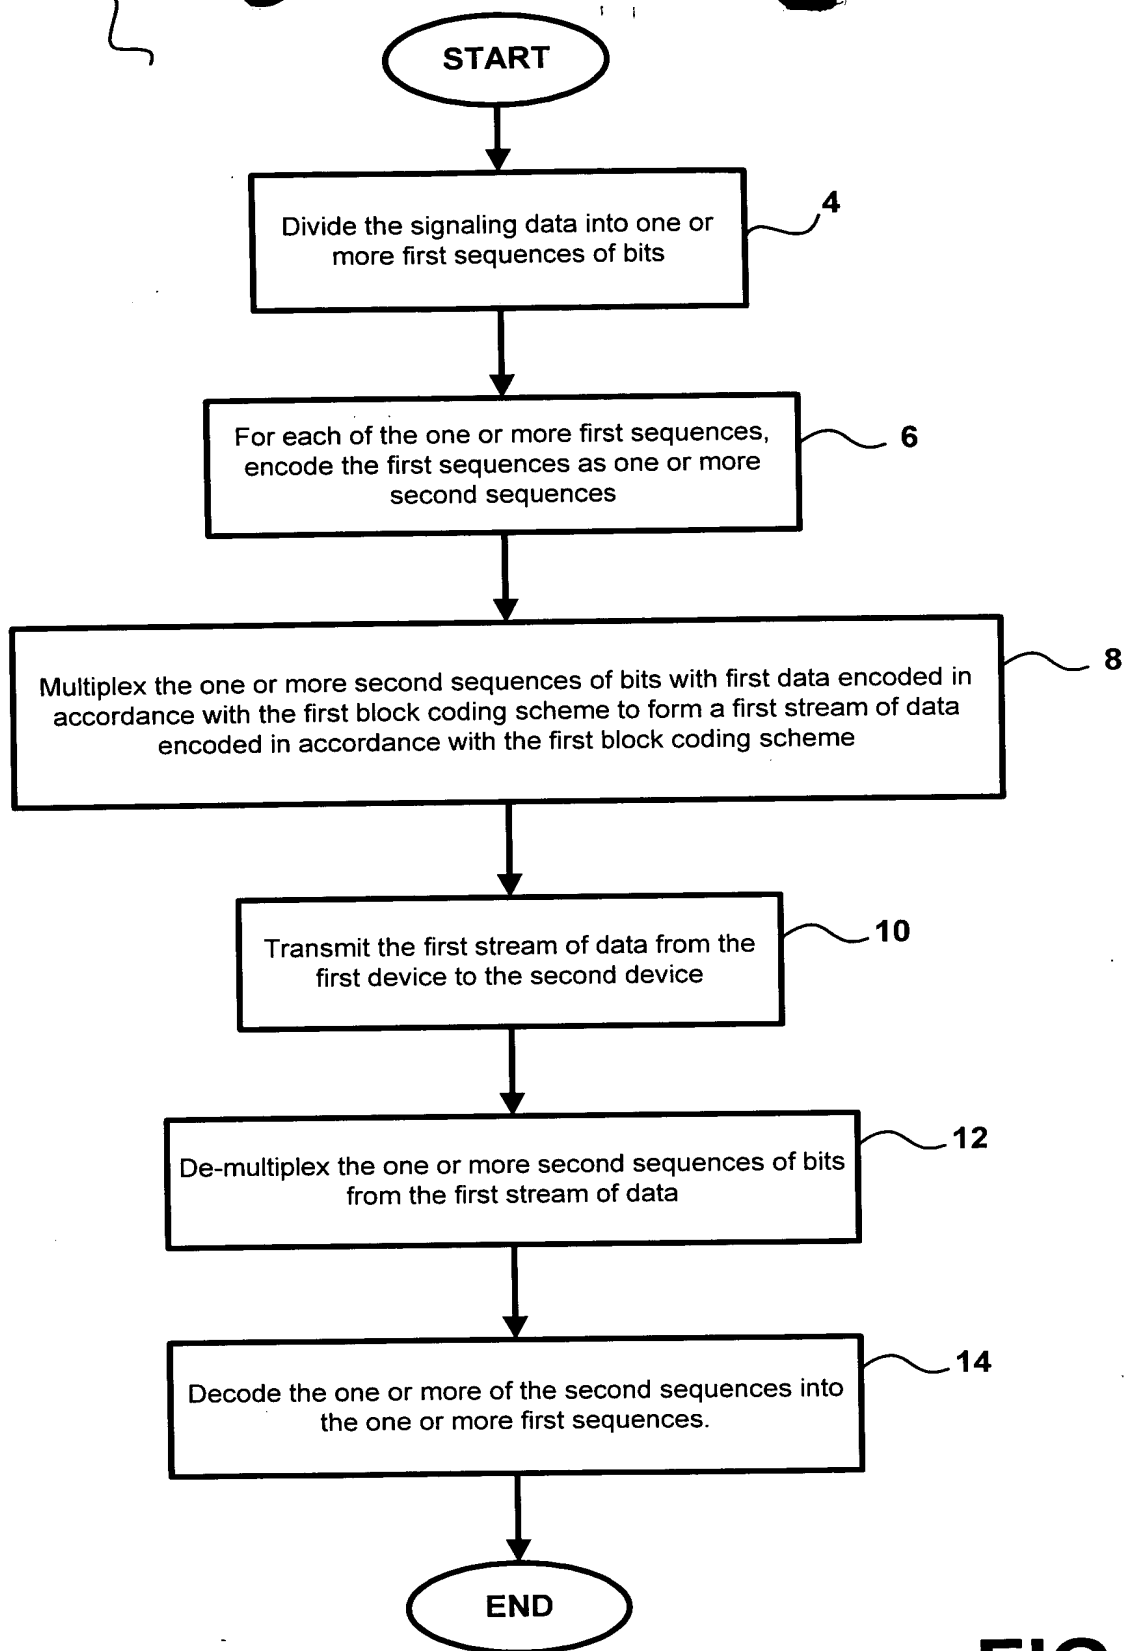 START
Divide the signaling data into one or
more first sequences of bits
4
For each of the one or more first sequences,
encode the first sequences as one or more
second sequences
6
Multiplex the one or more second sequences of bits with first data encoded in
accordance with the first block coding scheme to form a first stream of data
encoded in accordance with the first block coding scheme
8
Transmit the first stream of data from the
first device to the second device
10
De-multiplex the one or more second sequences of bits
from the first stream of data
12
Decode the one or more of the second sequences into
the one or more first sequences.
14
END